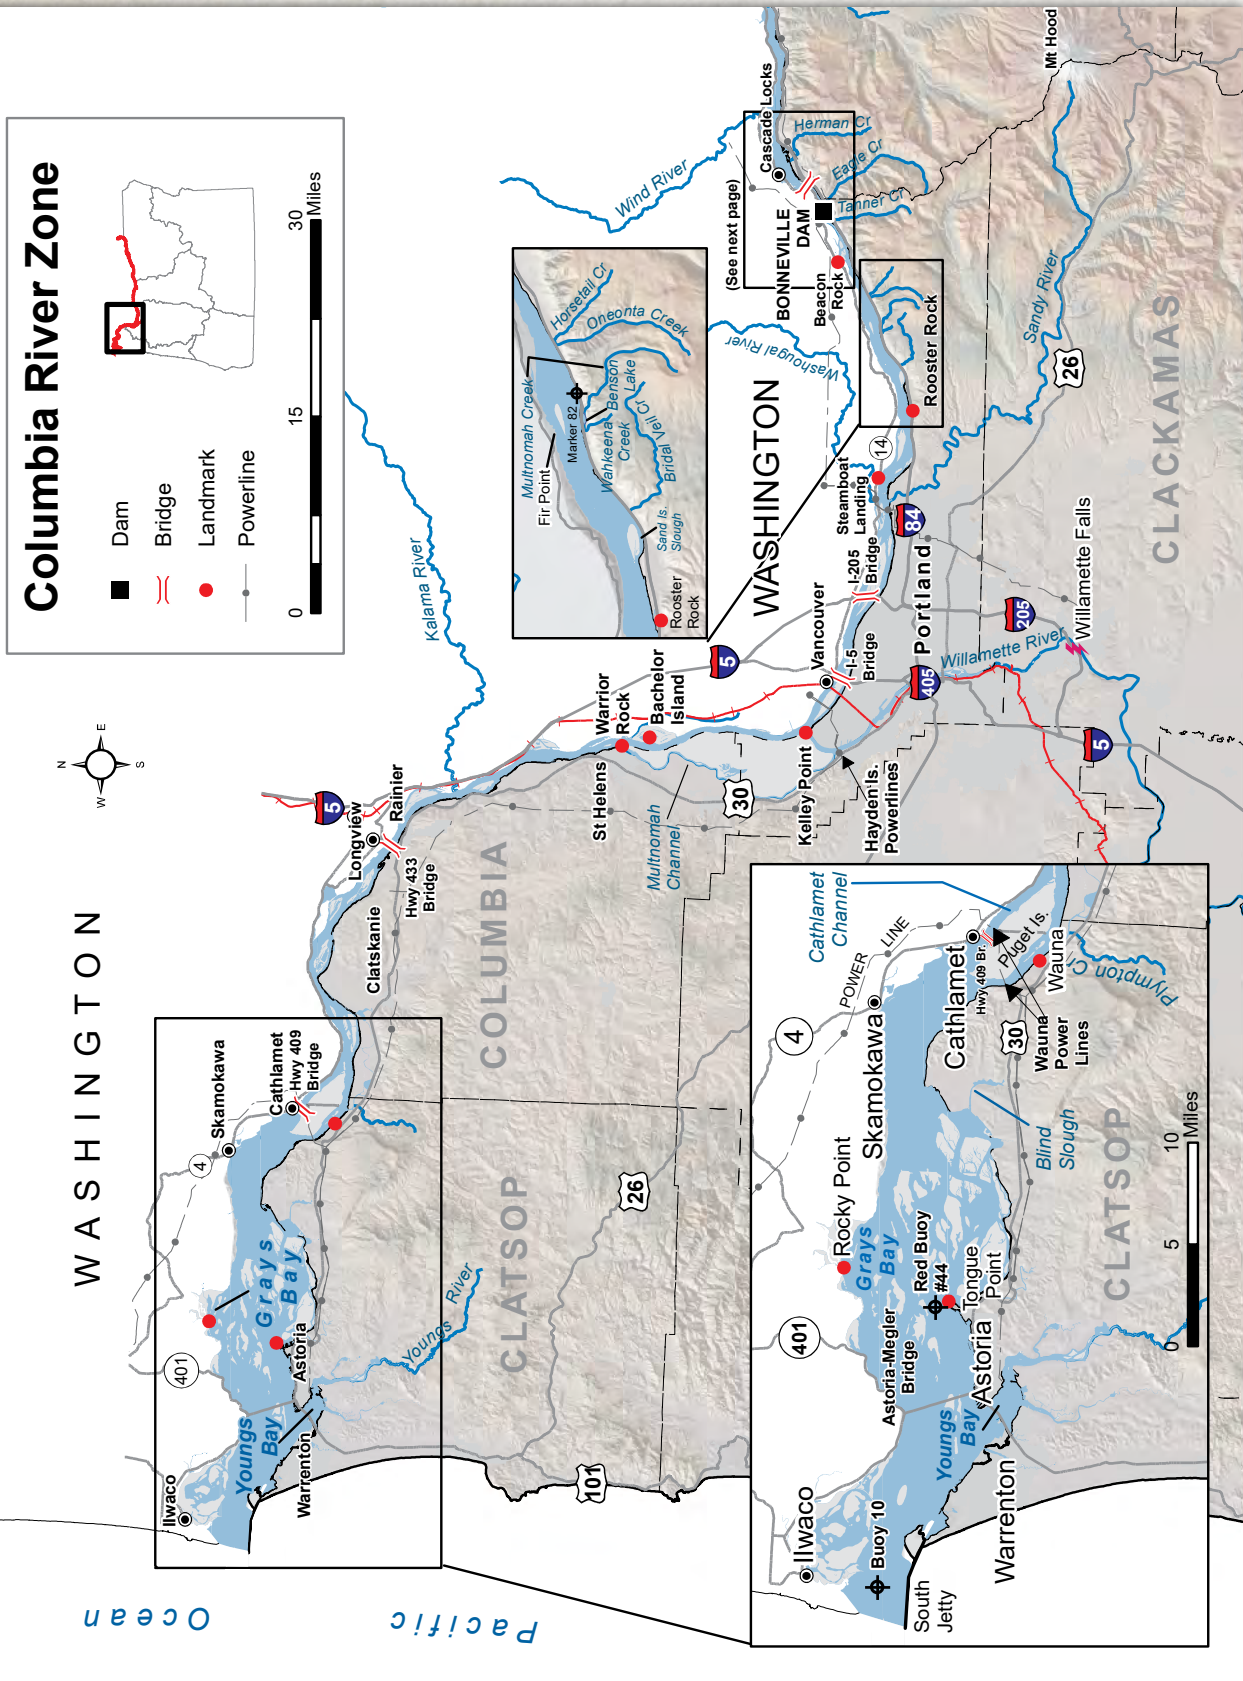 Columbia River Zone
Dam
Bridge
Landmark
Powerline
0
15
30
Miles
N
E
S
W
WASHINGTON
Pacific
Ocean
Ilwaco
Youngs
Bay
Warrenton
Astoria
401
Grays
Bay
Youngs River
4
Skamokawa
Cathlamet
Hwy 409
Bridge
CLATSOP
101
26
COLUMBIA
Clatskanie
Longview
Hwy 433
Bridge
Rainier
5
Kalama River
St Helens
Warrior
Rock
Bachelor
Island
Multnomah
Channel
30
5
Kelley Point
Hayden Is.
Powerlines
Vancouver
I-5
Bridge
I-205
Bridge
Portland
405
84
205
5
Willamette River
Willamette Falls
WASHINGTON
Steamboat
Landing
14
Washougal River
Rooster Rock
Sandy River
26
CLACKAMAS
Beacon
Rock
BONNEVILLE
DAM
(See next page)
Tanner Cr
Eagle Cr
Herman Cr
Cascade Locks
Wind River
Mt Hood
Multnomah Creek
Fir Point
Marker 82
Horsetail Cr
Oneonta Creek
Benson
Lake
Wahkeena
Creek
Bridal Veil Cr
Sand Is.
Slough
Rooster
Rock
Ilwaco
Buoy 10
South
Jetty
Warrenton
Youngs
Bay
Astoria
Astoria-Megler
Bridge
401
Red Buoy
#44
Tongue
Point
Grays
Bay
Rocky Point
Skamokawa
4
POWER LINE
Cathlamet
Channel
Cathlamet
Hwy 409 Br.
Puget Is.
Wauna
Plympton Cr
Wauna
Power
Lines
30
Blind
Slough
CLATSOP
0
5
10
Miles